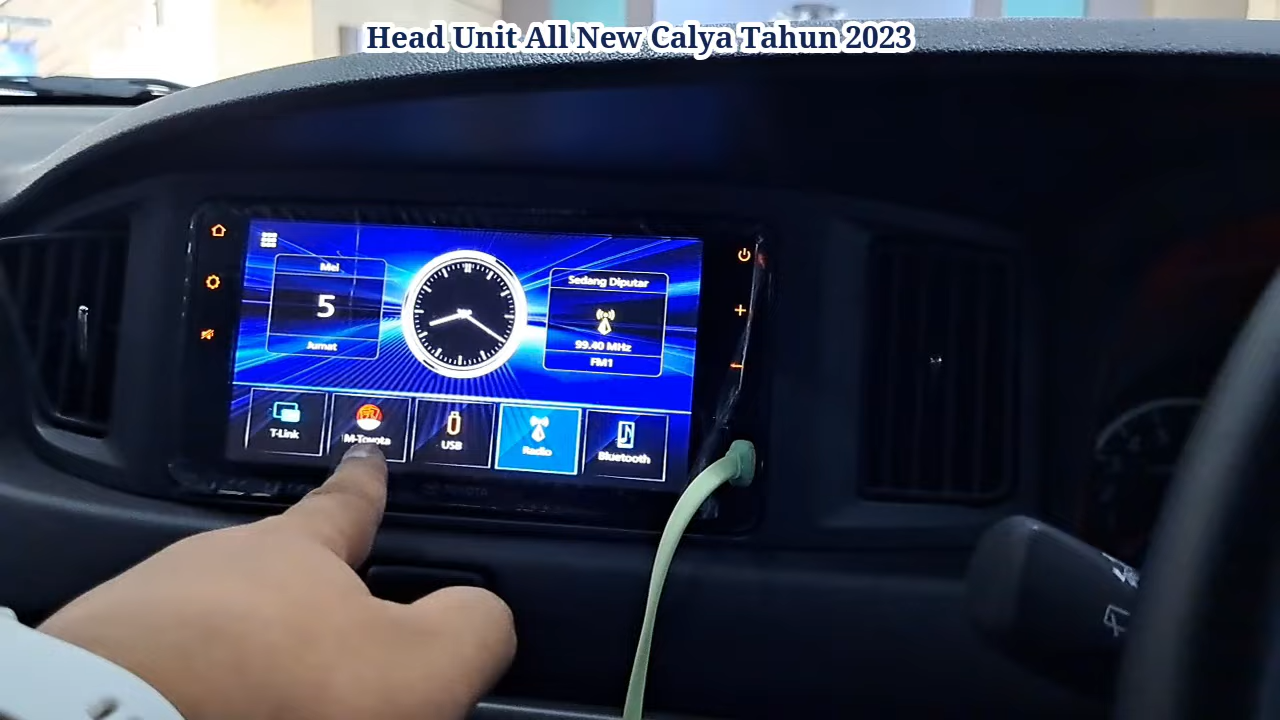 Head Unit All New Calya Tahun 2023
Mei
5
Jumat
Sedang Diputar
99.40 MHz
FM1
T-Link
M-Toyota
USB
Radio
Bluetooth
TOYOTA